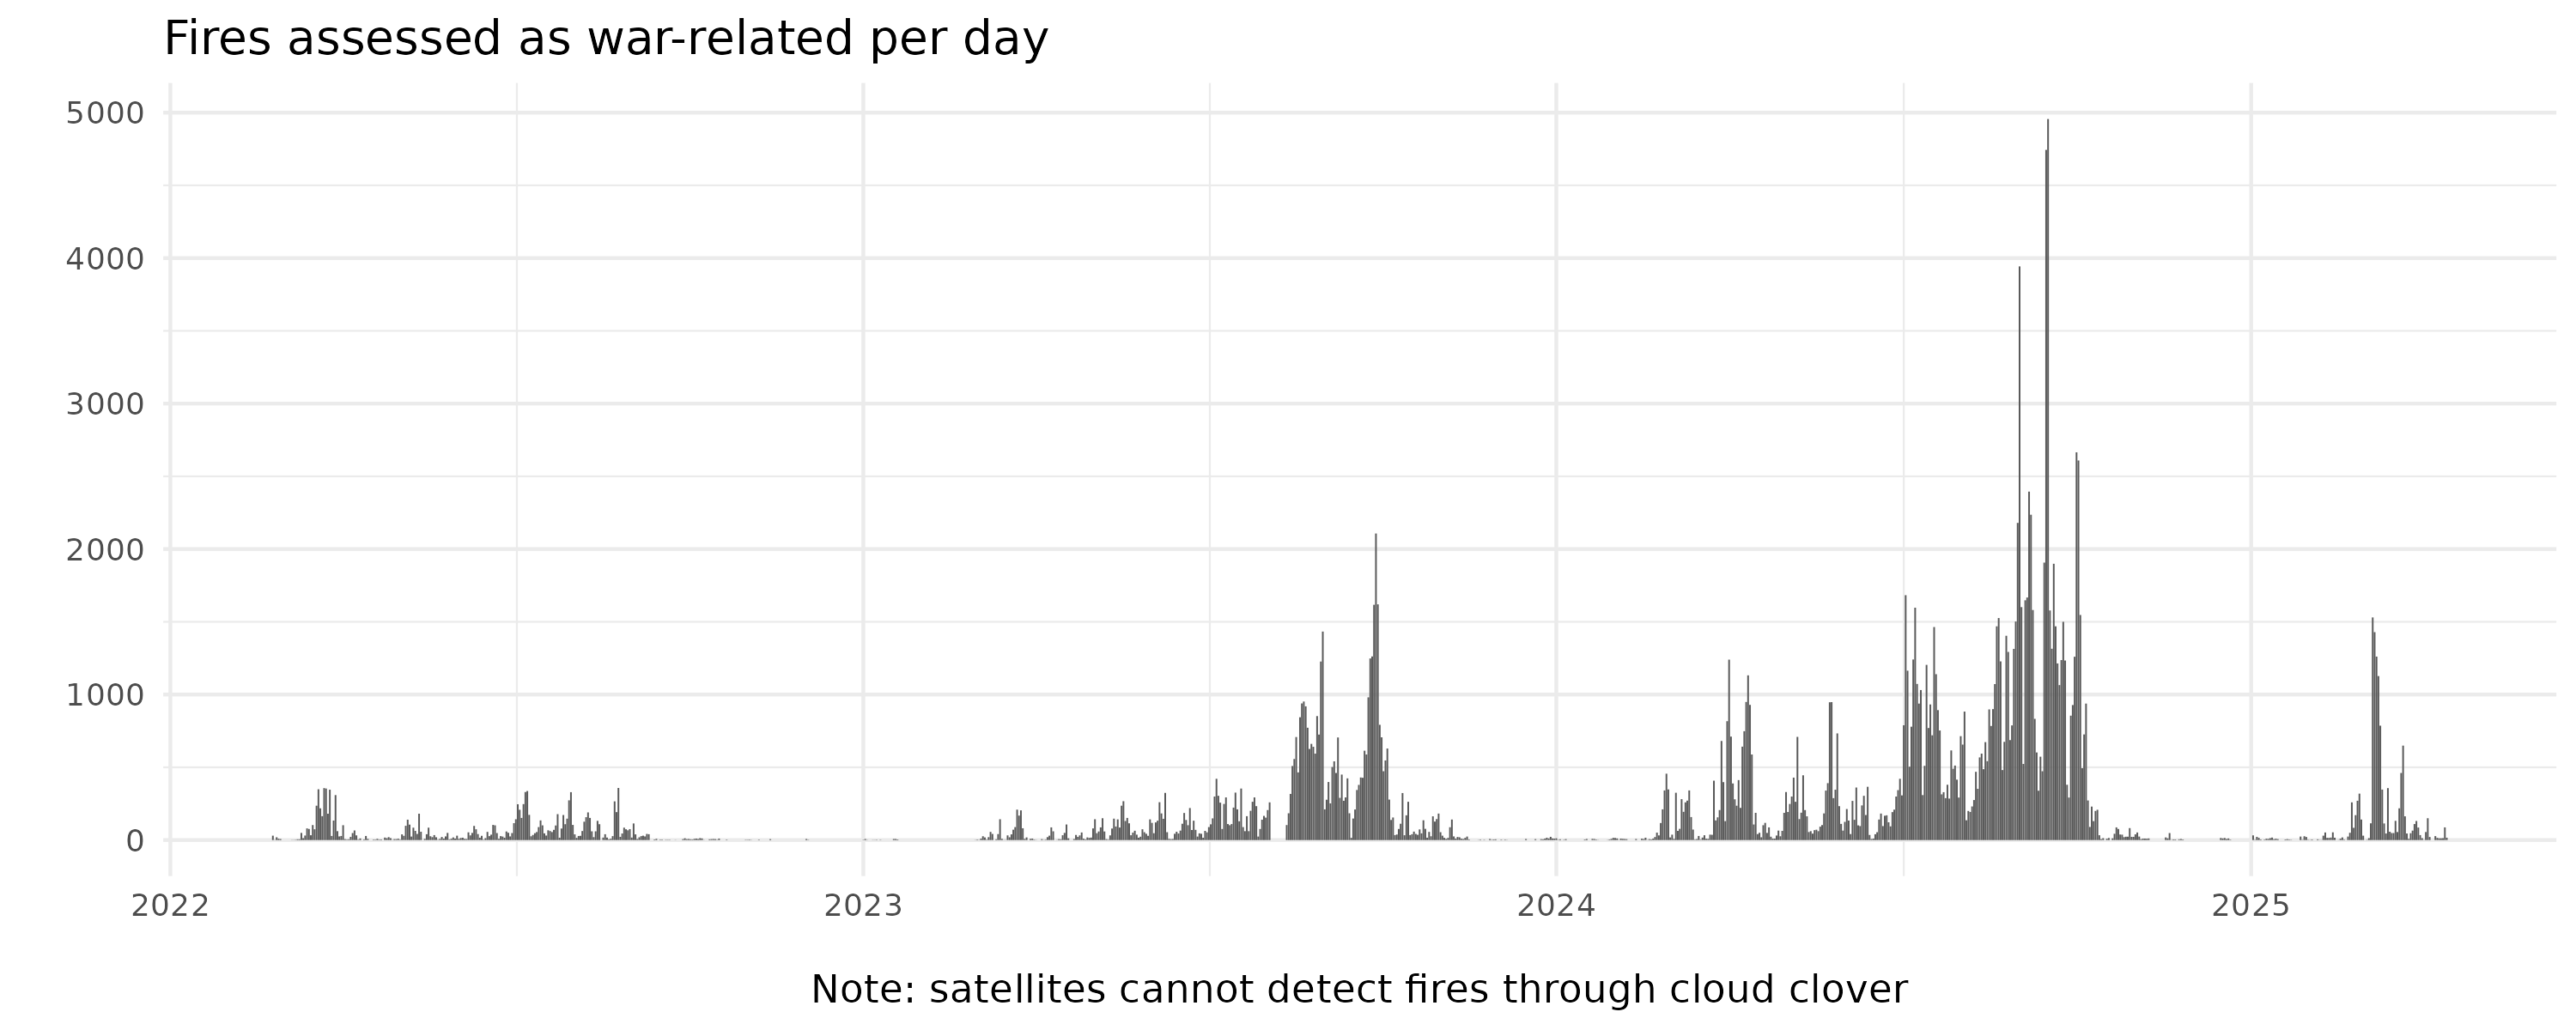 Fires assessed as war-related per day
5000
4000
3000
2000
1000
0
2022 2023 2024 2025
Note: satellites cannot detect fires through cloud clover